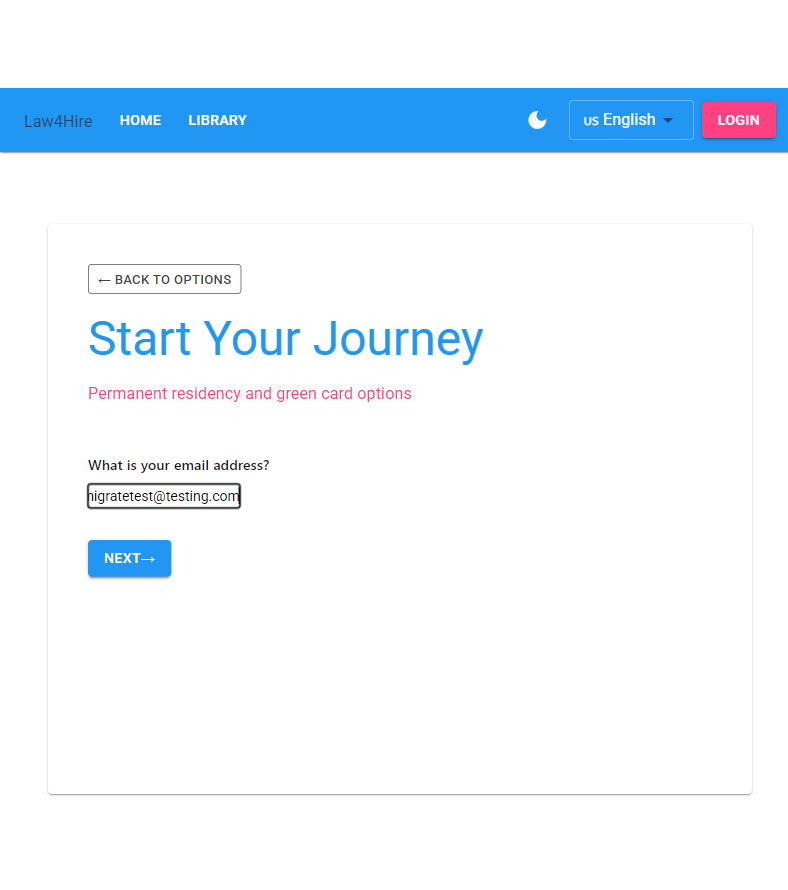 Law4Hire HOME LIBRARY us English LOGIN
← BACK TO OPTIONS
Start Your Journey
Permanent residency and green card options
What is your email address?
igratetest@testing.com
NEXT→